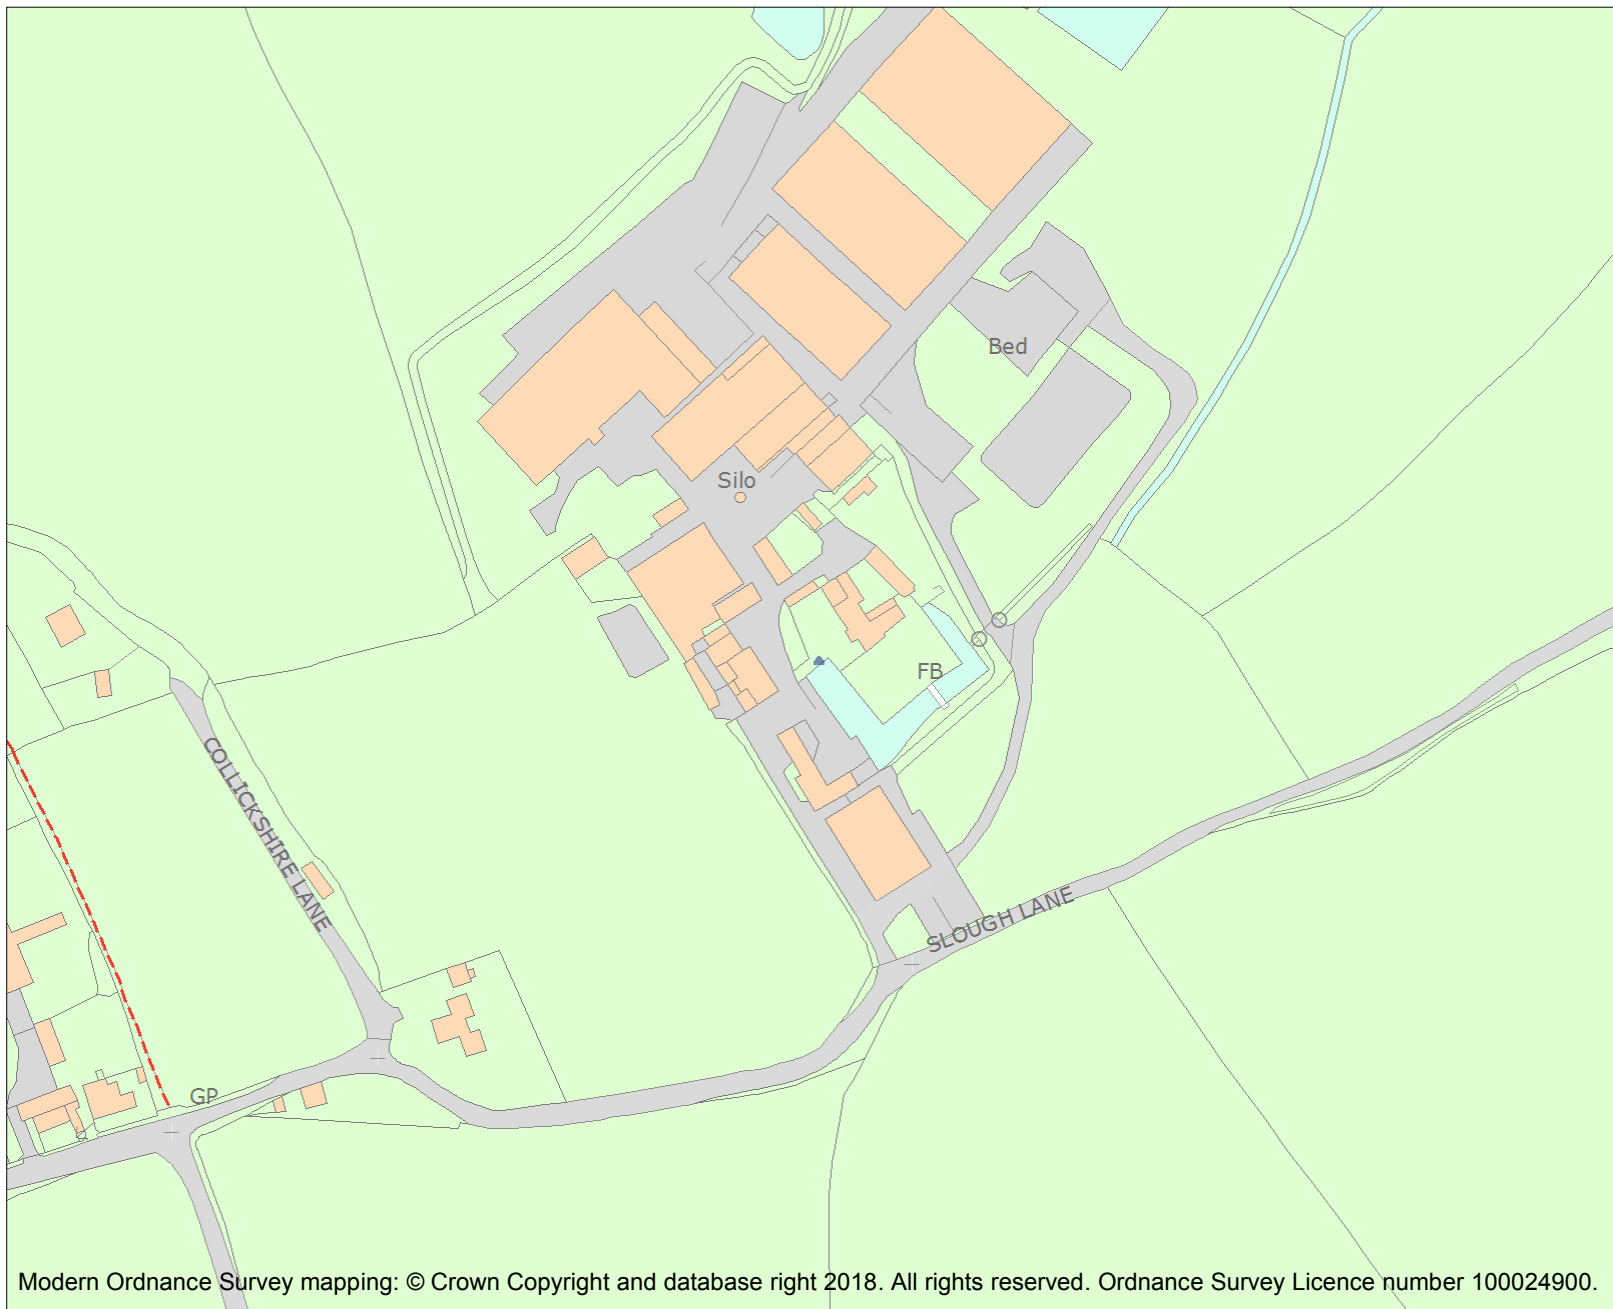 Bed
Silo
FB
COLLICKSHIRE LANE
SLOUGH LANE
GP
Modern Ordnance Survey mapping: © Crown Copyright and database right 2018. All rights reserved. Ordnance Survey Licence number 100024900.